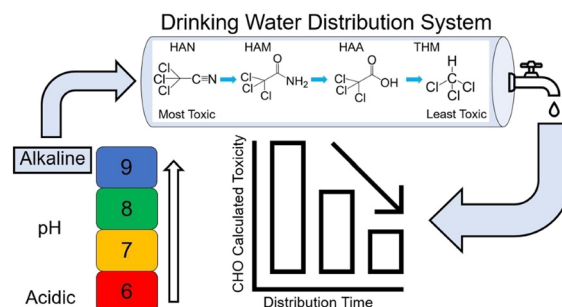 Drinking Water Distribution System
HAN HAM HAA THM
Cl Cl Cl C≡N
O NH₂ Cl Cl Cl
O OH Cl Cl Cl
H C Cl Cl Cl
Most Toxic Least Toxic
Alkaline
9
8
pH
7
6
Acidic
CHO Calculated Toxicity
Distribution Time